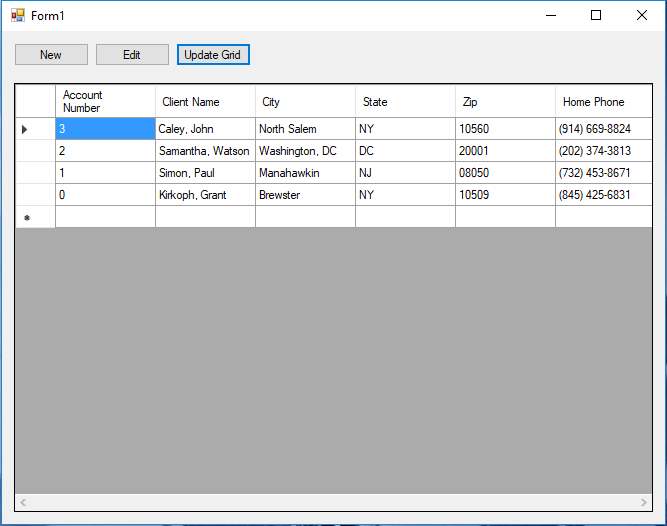 Form1
New Edit Update Grid
Account Number Client Name City State Zip Home Phone
3 Caley, John North Salem NY 10560 (914) 669-8824
2 Samantha, Watson Washington, DC DC 20001 (202) 374-3813
1 Simon, Paul Manahawkin NJ 08050 (732) 453-8671
0 Kirkoph, Grant Brewster NY 10509 (845) 425-6831